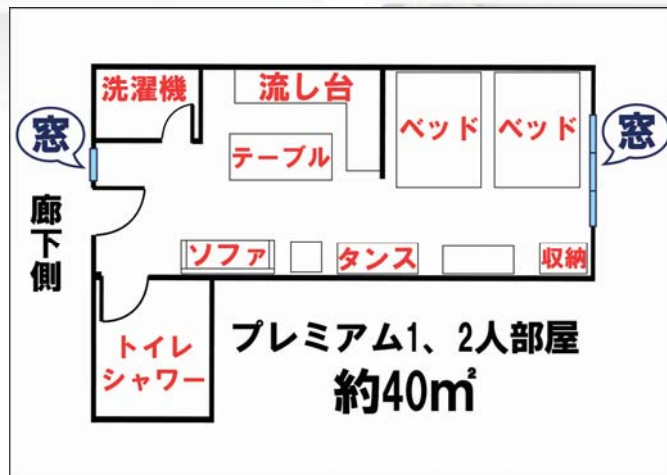 洗濯機
流し台
ベッド
ベッド
窓
窓
テーブル
廊下側
ソファ
タンス
収納
トイレ
シャワー
プレミアム1、2人部屋
約40㎡